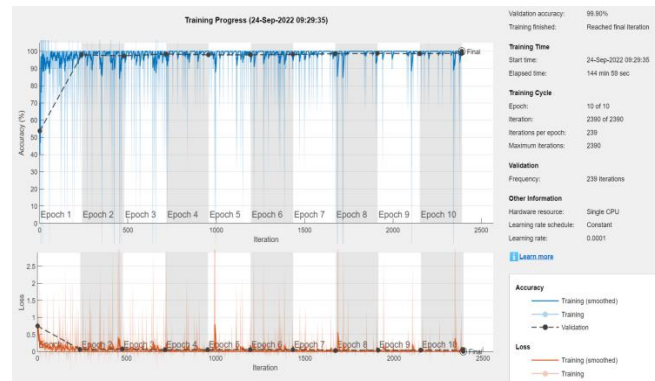 Training Progress (24-Sep-2022 09:29:35)
100
90
80
70
60
50
40
30
20
10
0
Accuracy (%)
Final
Epoch 1 Epoch 2 Epoch 3 Epoch 4 Epoch 5 Epoch 6 Epoch 7 Epoch 8 Epoch 9 Epoch 10
0 500 1000 1500 2000 2500
Iteration
2.5
2
1.5
1
0.5
0
Loss
Final
Epoch 1 Epoch 2 Epoch 3 Epoch 4 Epoch 5 Epoch 6 Epoch 7 Epoch 8 Epoch 9 Epoch 10
0 500 1000 1500 2000 2500
Iteration
Validation accuracy: 99.90%
Training finished: Reached final iteration
Training Time
Start time: 24-Sep-2022 09:29:35
Elapsed time: 144 min 59 sec
Training Cycle
Epoch: 10 of 10
Iteration: 2390 of 2390
Iterations per epoch: 239
Maximum iterations: 2390
Validation
Frequency: 239 iterations
Other Information
Hardware resource: Single CPU
Learning rate schedule: Constant
Learning rate: 0.0001
i Learn more
Accuracy
Training (smoothed)
Training
Validation
Loss
Training (smoothed)
Training